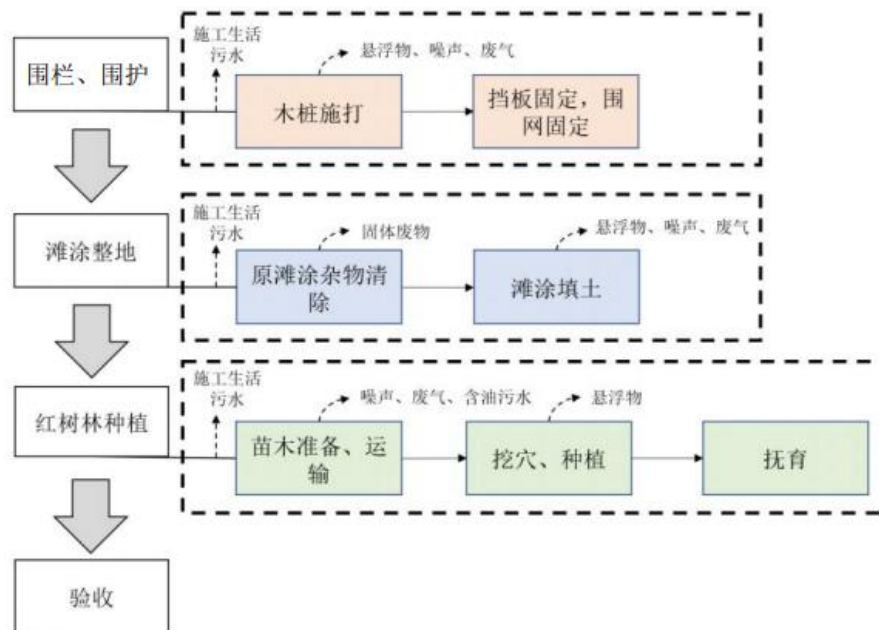 施工生活
污水
悬浮物、噪声、废气
围栏、围护
木桩施打
挡板固定，围
网固定
施工生活
污水
固体废物
悬浮物、噪声、废气
滩涂整地
原滩涂杂物清
除
滩涂填土
施工生活
污水
噪声、废气、含油污水
悬浮物
红树林种植
苗木准备、运
输
挖穴、种植
抚育
验收